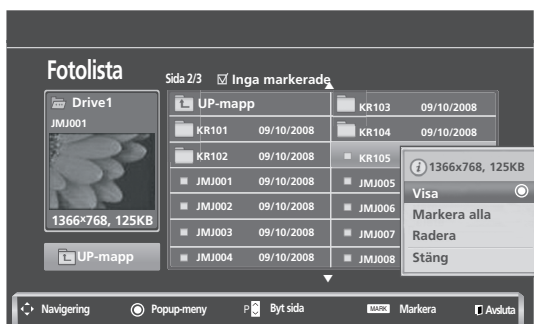 Fotolista
Sida 2/3 Inga markerade
Drive1
JMJ001
1366×768, 125KB
UP-mapp
UP-mapp
KR101 09/10/2008
KR102 09/10/2008
JMJ001 09/10/2008
JMJ002 09/10/2008
JMJ003 09/10/2008
JMJ004 09/10/2008
KR103 09/10/2008
KR104 09/10/2008
KR105
JMJ005
JMJ006
JMJ007
JMJ008
i 1366x768, 125KB
Visa
Markera alla
Radera
Stäng
Navigering Popup-meny P Byt sida MARK Markera Avsluta